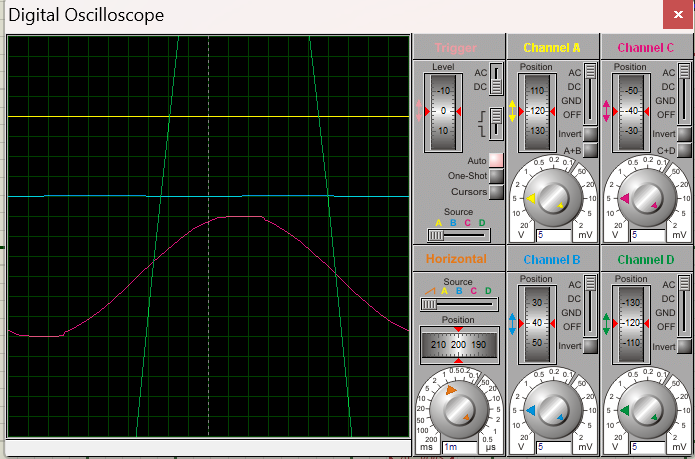 Digital Oscilloscope
Trigger
Level
AC
DC
-10
0
10
Auto
One-Shot
Cursors
Source
A B C D
Channel A
Position
110
120
130
AC
DC
GND
OFF
Invert
A+B
0.5 0.2 0.1
1
2
5
10
20
50
20
10
5
2
V
5
mV
Channel C
Position
-50
-40
-30
AC
DC
GND
OFF
Invert
C+D
0.5 0.2 0.1
1
2
5
10
20
50
20
10
5
2
V
5
mV
Horizontal
Source
A B C D
Position
210 200 190
0.5 0.2 0.1
1
2
5
10
20
50
100
200
50
20
10
5
2
1
0.5
ms
1m
µs
Channel B
Position
30
40
50
AC
DC
GND
OFF
Invert
0.5 0.2 0.1
1
2
5
10
20
50
20
10
5
2
V
5
mV
Channel D
Position
-130
-120
-110
AC
DC
GND
OFF
Invert
0.5 0.2 0.1
1
2
5
10
20
50
20
10
5
2
V
5
mV